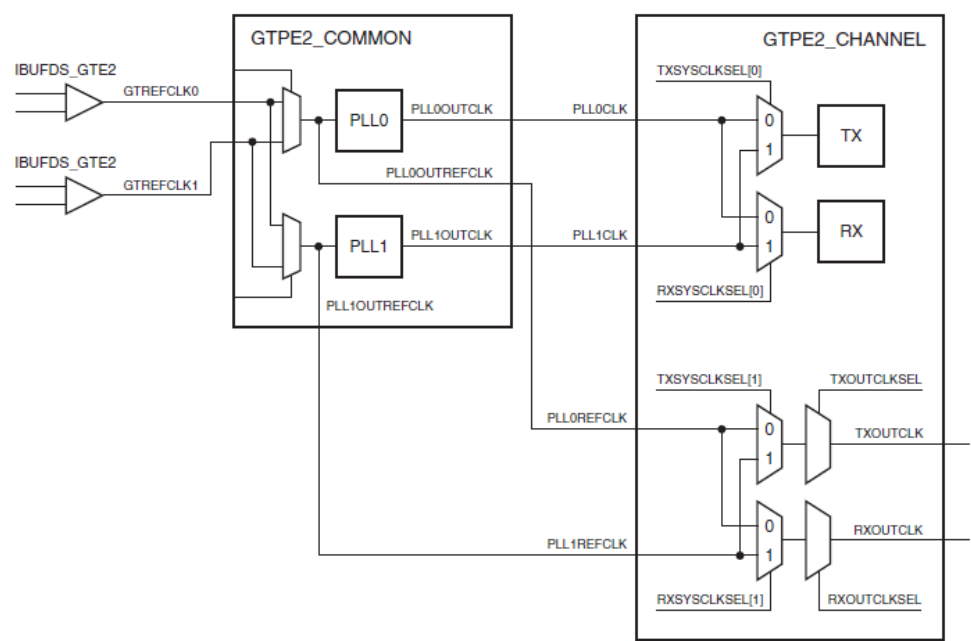 GTPE2_COMMON
GTPE2_CHANNEL
IBUFDS_GTE2
GTREFCLK0
TXSYSCLKSEL[0]
PLL0
PLL0OUTCLK
PLL0CLK
0
1
TX
IBUFDS_GTE2
GTREFCLK1
PLL0OUTREFCLK
PLL1
PLL1OUTCLK
PLL1CLK
0
1
RX
RXSYSCLKSEL[0]
PLL1OUTREFCLK
TXSYSCLKSEL[1]
TXOUTCLKSEL
PLL0REFCLK
0
1
TXOUTCLK
PLL1REFCLK
0
1
RXOUTCLK
RXSYSCLKSEL[1]
RXOUTCLKSEL